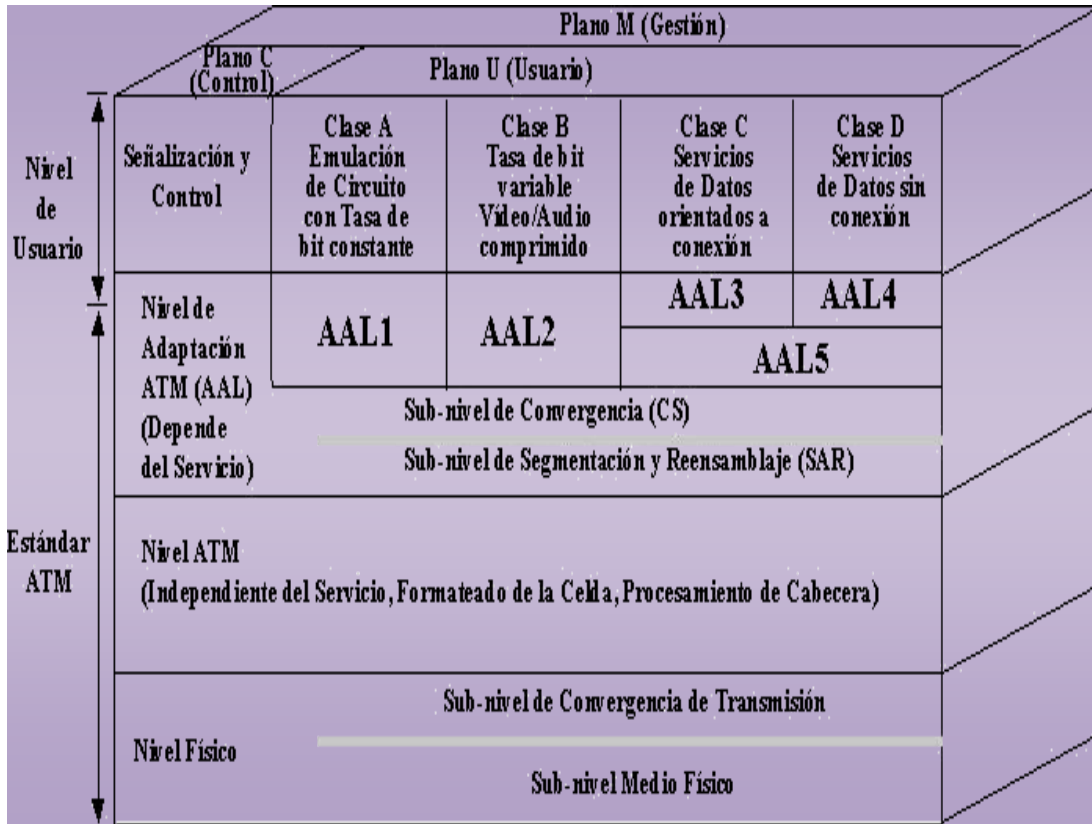 Plano M (Gestión)
Plano C
(Control)
Plano U (Usuario)
Nivel
de
Usuario
Señalización y
Control
Clase A
Emulación
de Circuito
con Tasa de
bit constante
Clase B
Tasa de bit
variable
Vídeo/Audio
comprimido
Clase C
Servicios
de Datos
orientados a
conexión
Clase D
Servicios
de Datos sin
conexión
Nivel de
Adaptación
ATM (AAL)
(Depende
del Servicio)
AAL1
AAL2
AAL3
AAL4
AAL5
Sub-nivel de Convergencia (CS)
Sub-nivel de Segmentación y Reensamblaje (SAR)
Estándar
ATM
Nivel ATM
(Independiente del Servicio, Formateado de la Celda, Procesamiento de Cabecera)
Nivel Físico
Sub-nivel de Convergencia de Transmisión
Sub-nivel Medio Físico